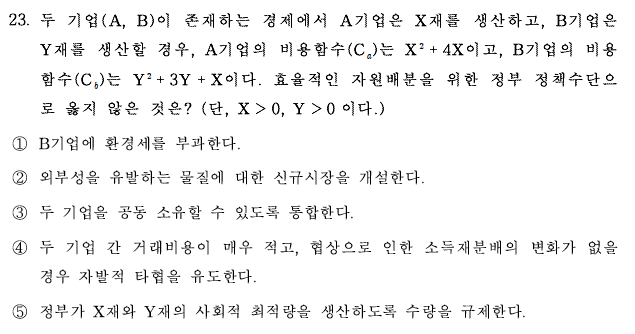 23. 두 기업(A, B)이 존재하는 경제에서 A기업은 X재를 생산하고, B기업은
Y재를 생산할 경우, A기업의 비용함수(Cₐ)는 X² + 4X이고, B기업의 비용
함수(C_b)는 Y² + 3Y + X이다. 효율적인 자원배분을 위한 정부 정책수단으
로 옳지 않은 것은? (단, X > 0, Y > 0 이다.)
① B기업에 환경세를 부과한다.
② 외부성을 유발하는 물질에 대한 신규시장을 개설한다.
③ 두 기업을 공동 소유할 수 있도록 통합한다.
④ 두 기업 간 거래비용이 매우 적고, 협상으로 인한 소득재분배의 변화가 없을
경우 자발적 타협을 유도한다.
⑤ 정부가 X재와 Y재의 사회적 최적량을 생산하도록 수량을 규제한다.